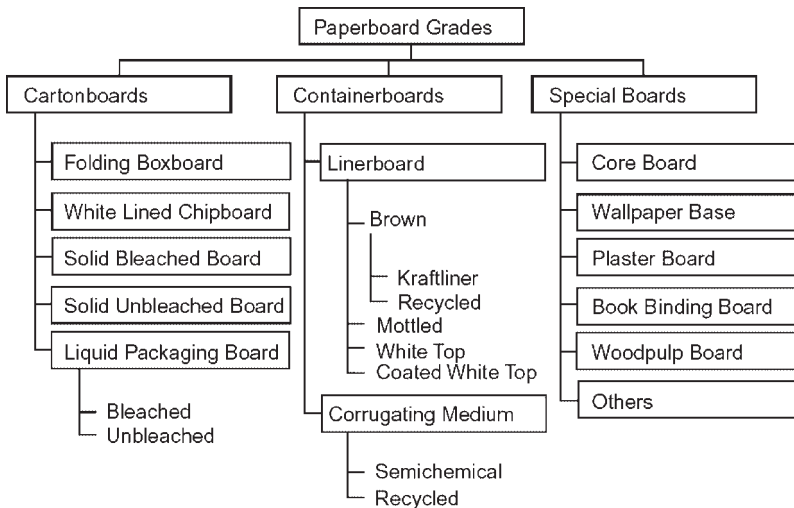 Paperboard Grades
Cartonboards
Folding Boxboard
White Lined Chipboard
Solid Bleached Board
Solid Unbleached Board
Liquid Packaging Board
Bleached
Unbleached
Containerboards
Linerboard
Brown
Kraftliner
Recycled
Mottled
White Top
Coated White Top
Corrugating Medium
Semichemical
Recycled
Special Boards
Core Board
Wallpaper Base
Plaster Board
Book Binding Board
Woodpulp Board
Others